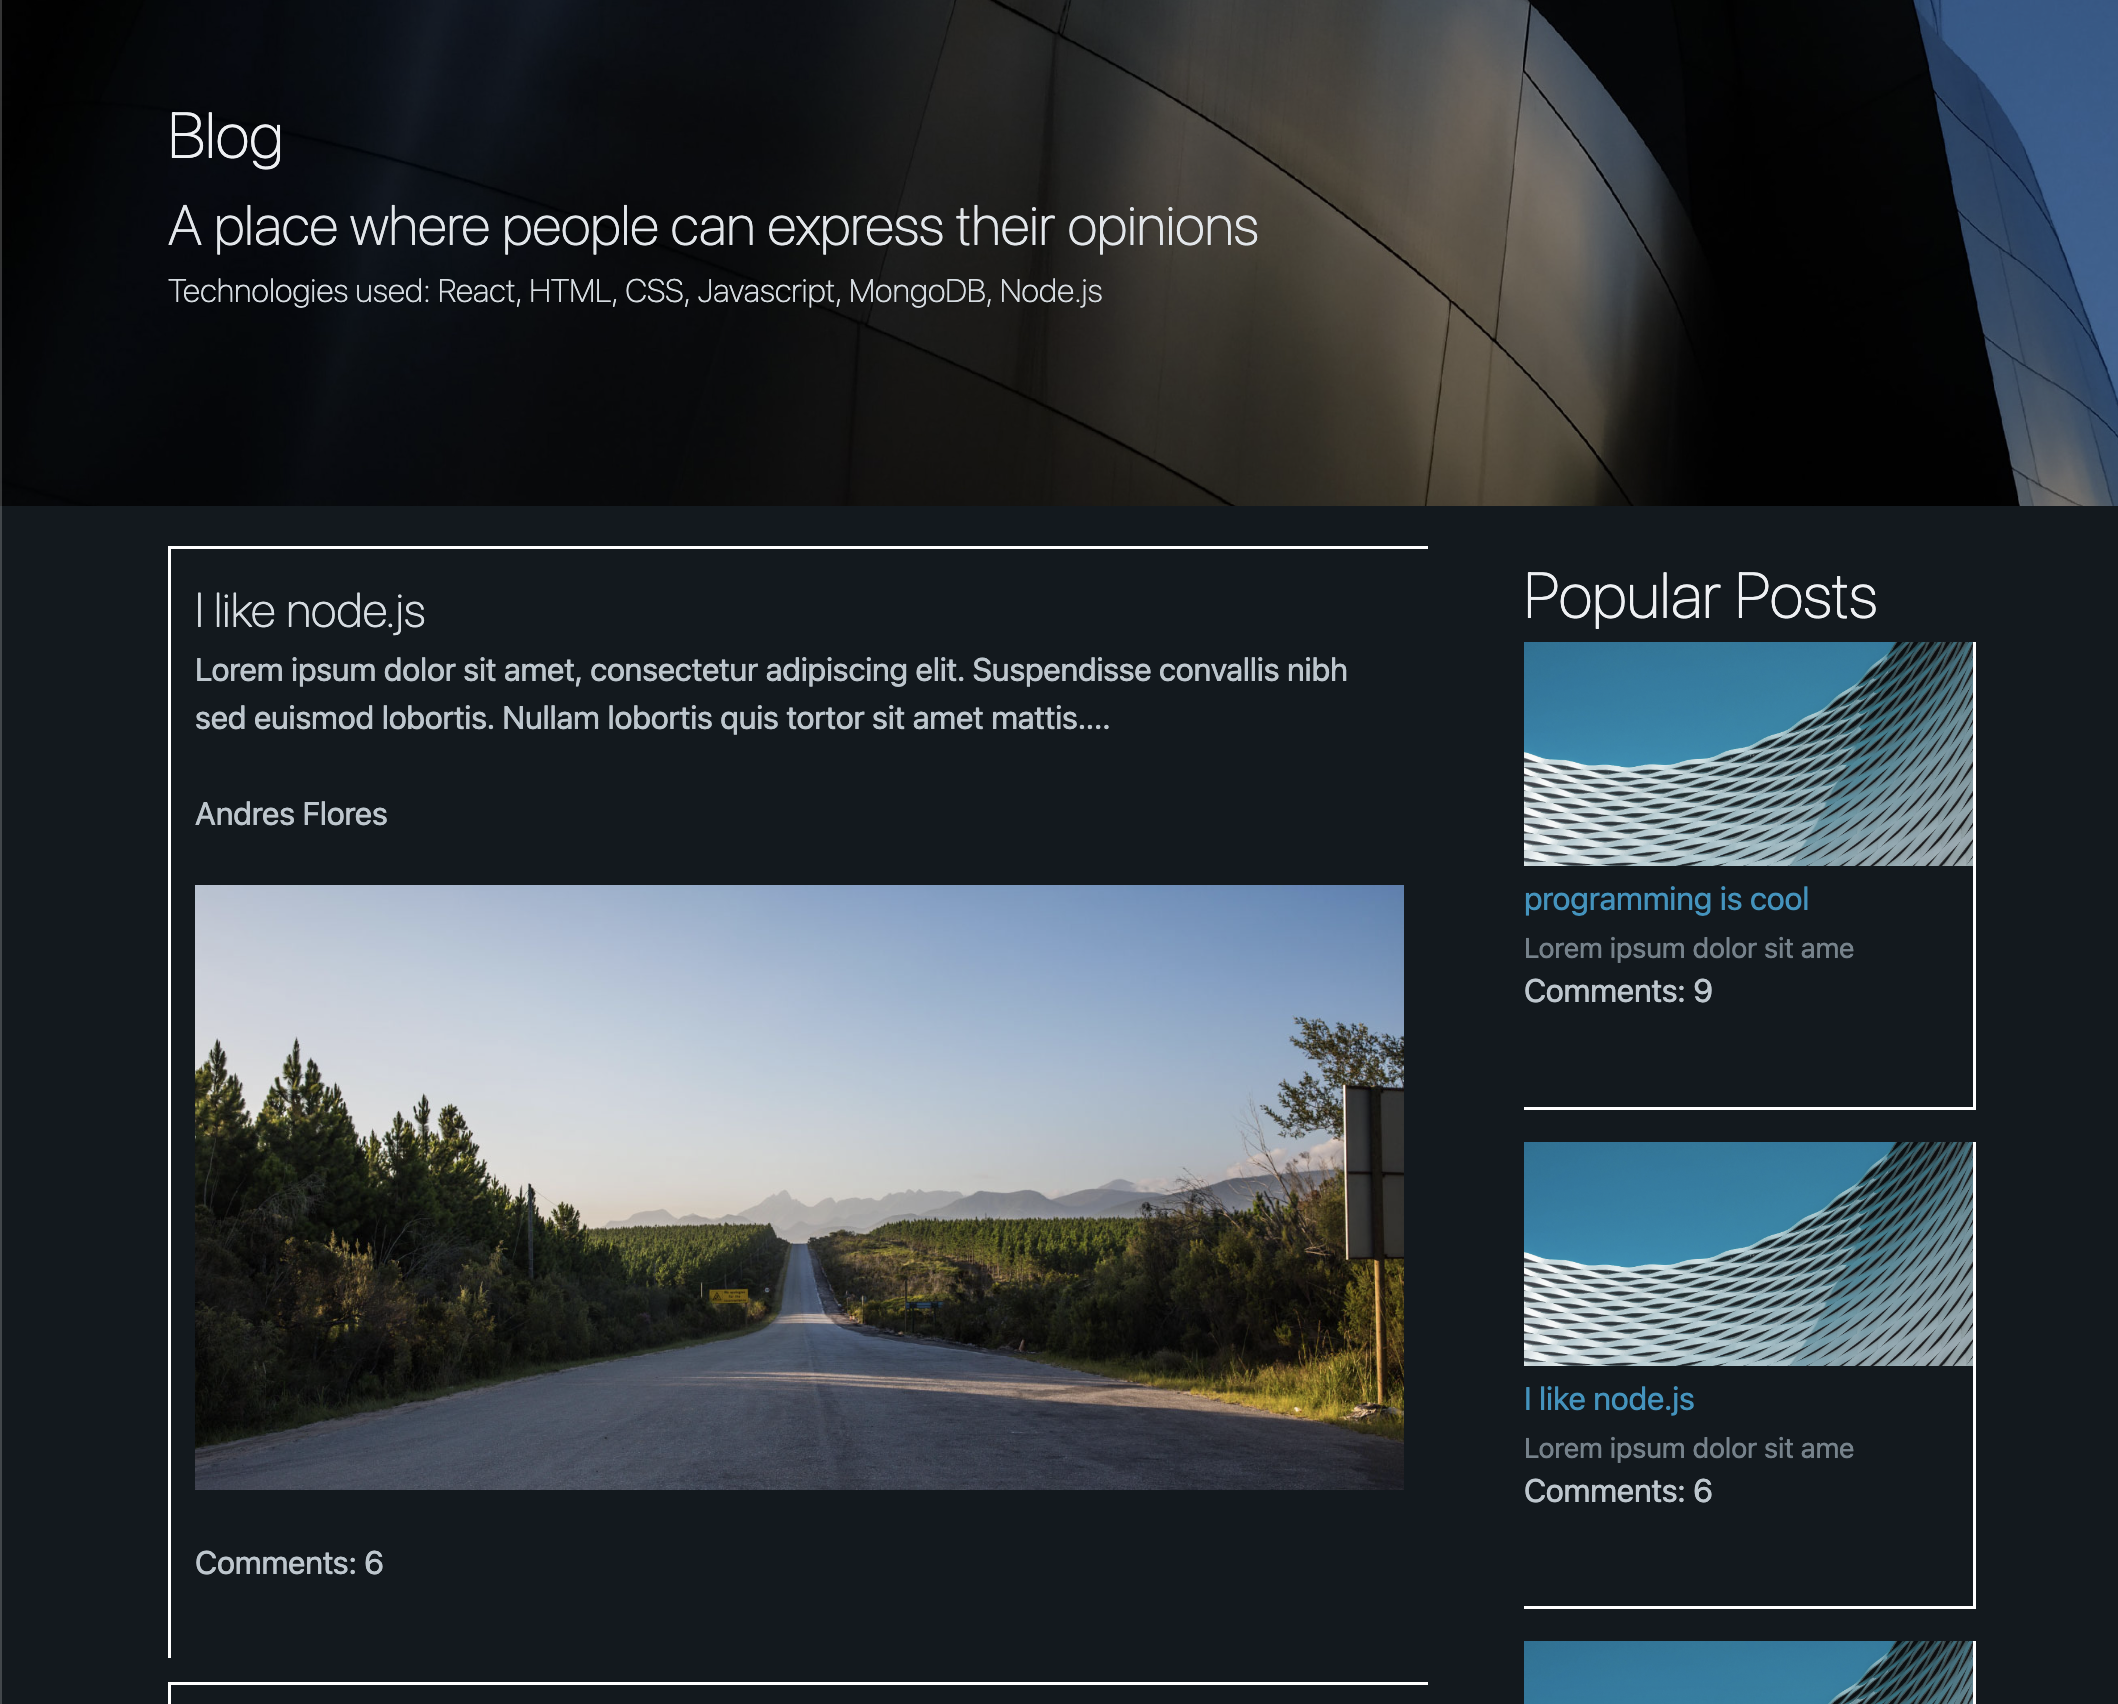 Blog
A place where people can express their opinions
Technologies used: React, HTML, CSS, Javascript, MongoDB, Node.js
I like node.js
Lorem ipsum dolor sit amet, consectetur adipiscing elit. Suspendisse convallis nibh
sed euismod lobortis. Nullam lobortis quis tortor sit amet mattis....
Andres Flores
Comments: 6
Popular Posts
programming is cool
Lorem ipsum dolor sit ame
Comments: 9
I like node.js
Lorem ipsum dolor sit ame
Comments: 6